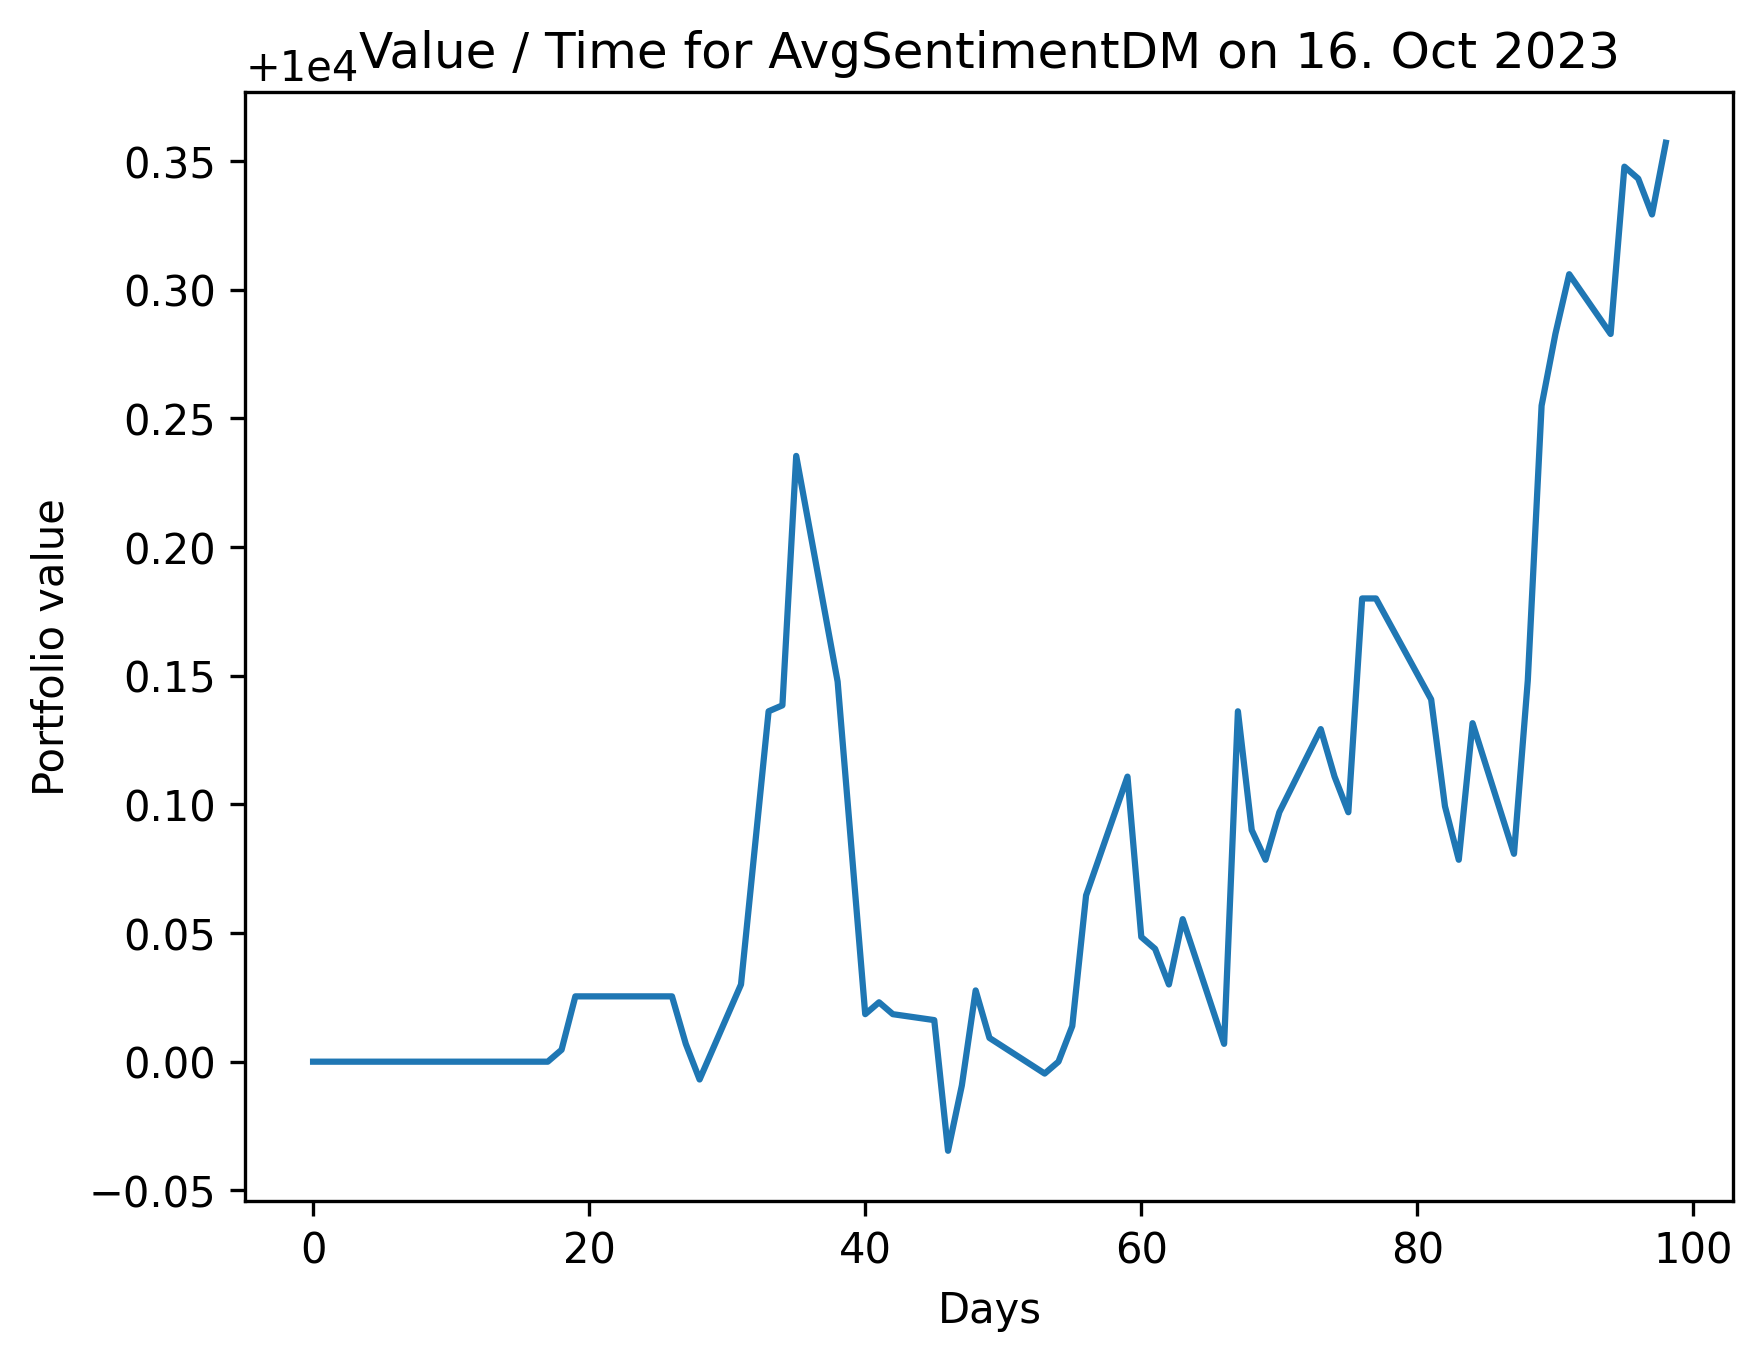 Value / Time for AvgSentimentDM on 16. Oct 2023
+1e4
0.35
0.30
0.25
0.20
0.15
0.10
0.05
0.00
−0.05
Portfolio value
0 20 40 60 80 100
Days